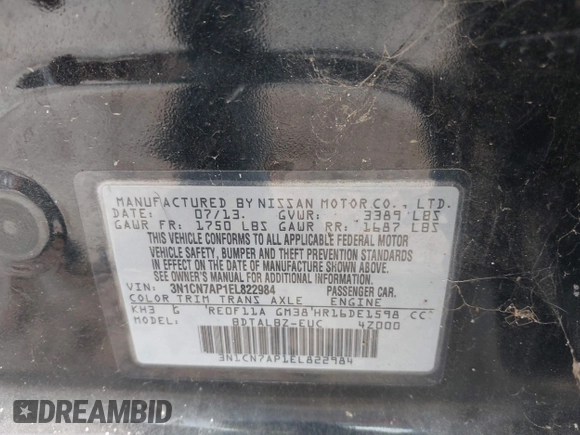 MANUFACTURED BY NISSAN MOTOR CO., LTD.
DATE: 07/13. GVWR: 3389 LBS
GAWR FR: 1750 LBS GAWR RR: 1687 LBS
THIS VEHICLE CONFORMS TO ALL APPLICABLE FEDERAL MOTOR
VEHICLE SAFETY, BUMPER AND THEFT PREVENTION STANDARDS
IN EFFECT ON THE DATE OF MANUFACTURE SHOWN ABOVE.
SEE OWNER'S MANUAL FOR ADDITIONAL INFORMATION.
VIN: 3N1CN7AP1EL822984 PASSENGER CAR.
COLOR TRIM TRANS AXLE ENGINE
KH3 G RE0F11A GM38 HR16DE1598 CC
MODEL: BDTALBZ-EUC 4Z000
3N1CN7AP1EL822984
DREAMBID